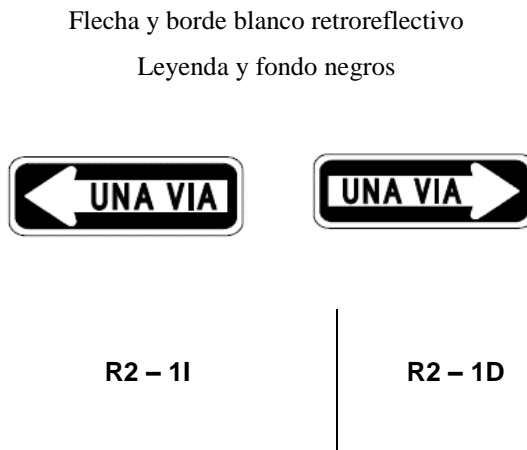 Flecha y borde blanco retroreflectivo
Leyenda y fondo negros
UNA VIA
UNA VIA
R2 – 1I
R2 – 1D